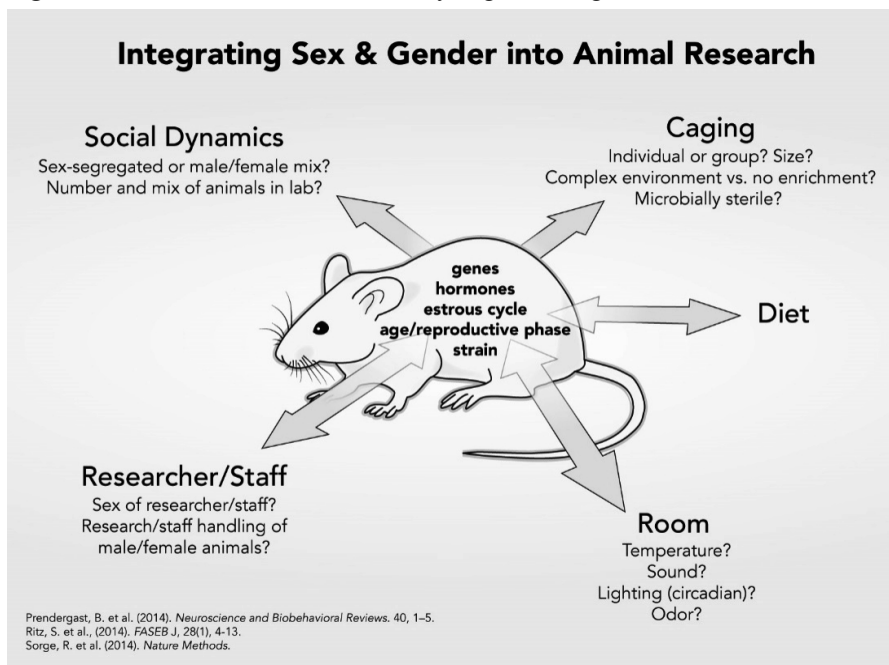 Integrating Sex & Gender into Animal Research
Social Dynamics
Sex-segregated or male/female mix?
Number and mix of animals in lab?
Caging
Individual or group? Size?
Complex environment vs. no enrichment?
Microbially sterile?
genes
hormones
estrous cycle
age/reproductive phase
strain
Diet
Researcher/Staff
Sex of researcher/staff?
Research/staff handling of
male/female animals?
Room
Temperature?
Sound?
Lighting (circadian)?
Odor?
Prendergast, B. et al. (2014). Neuroscience and Biobehavioral Reviews. 40, 1–5.
Ritz, S. et al., (2014). FASEB J, 28(1), 4-13.
Sorge, R. et al. (2014). Nature Methods.